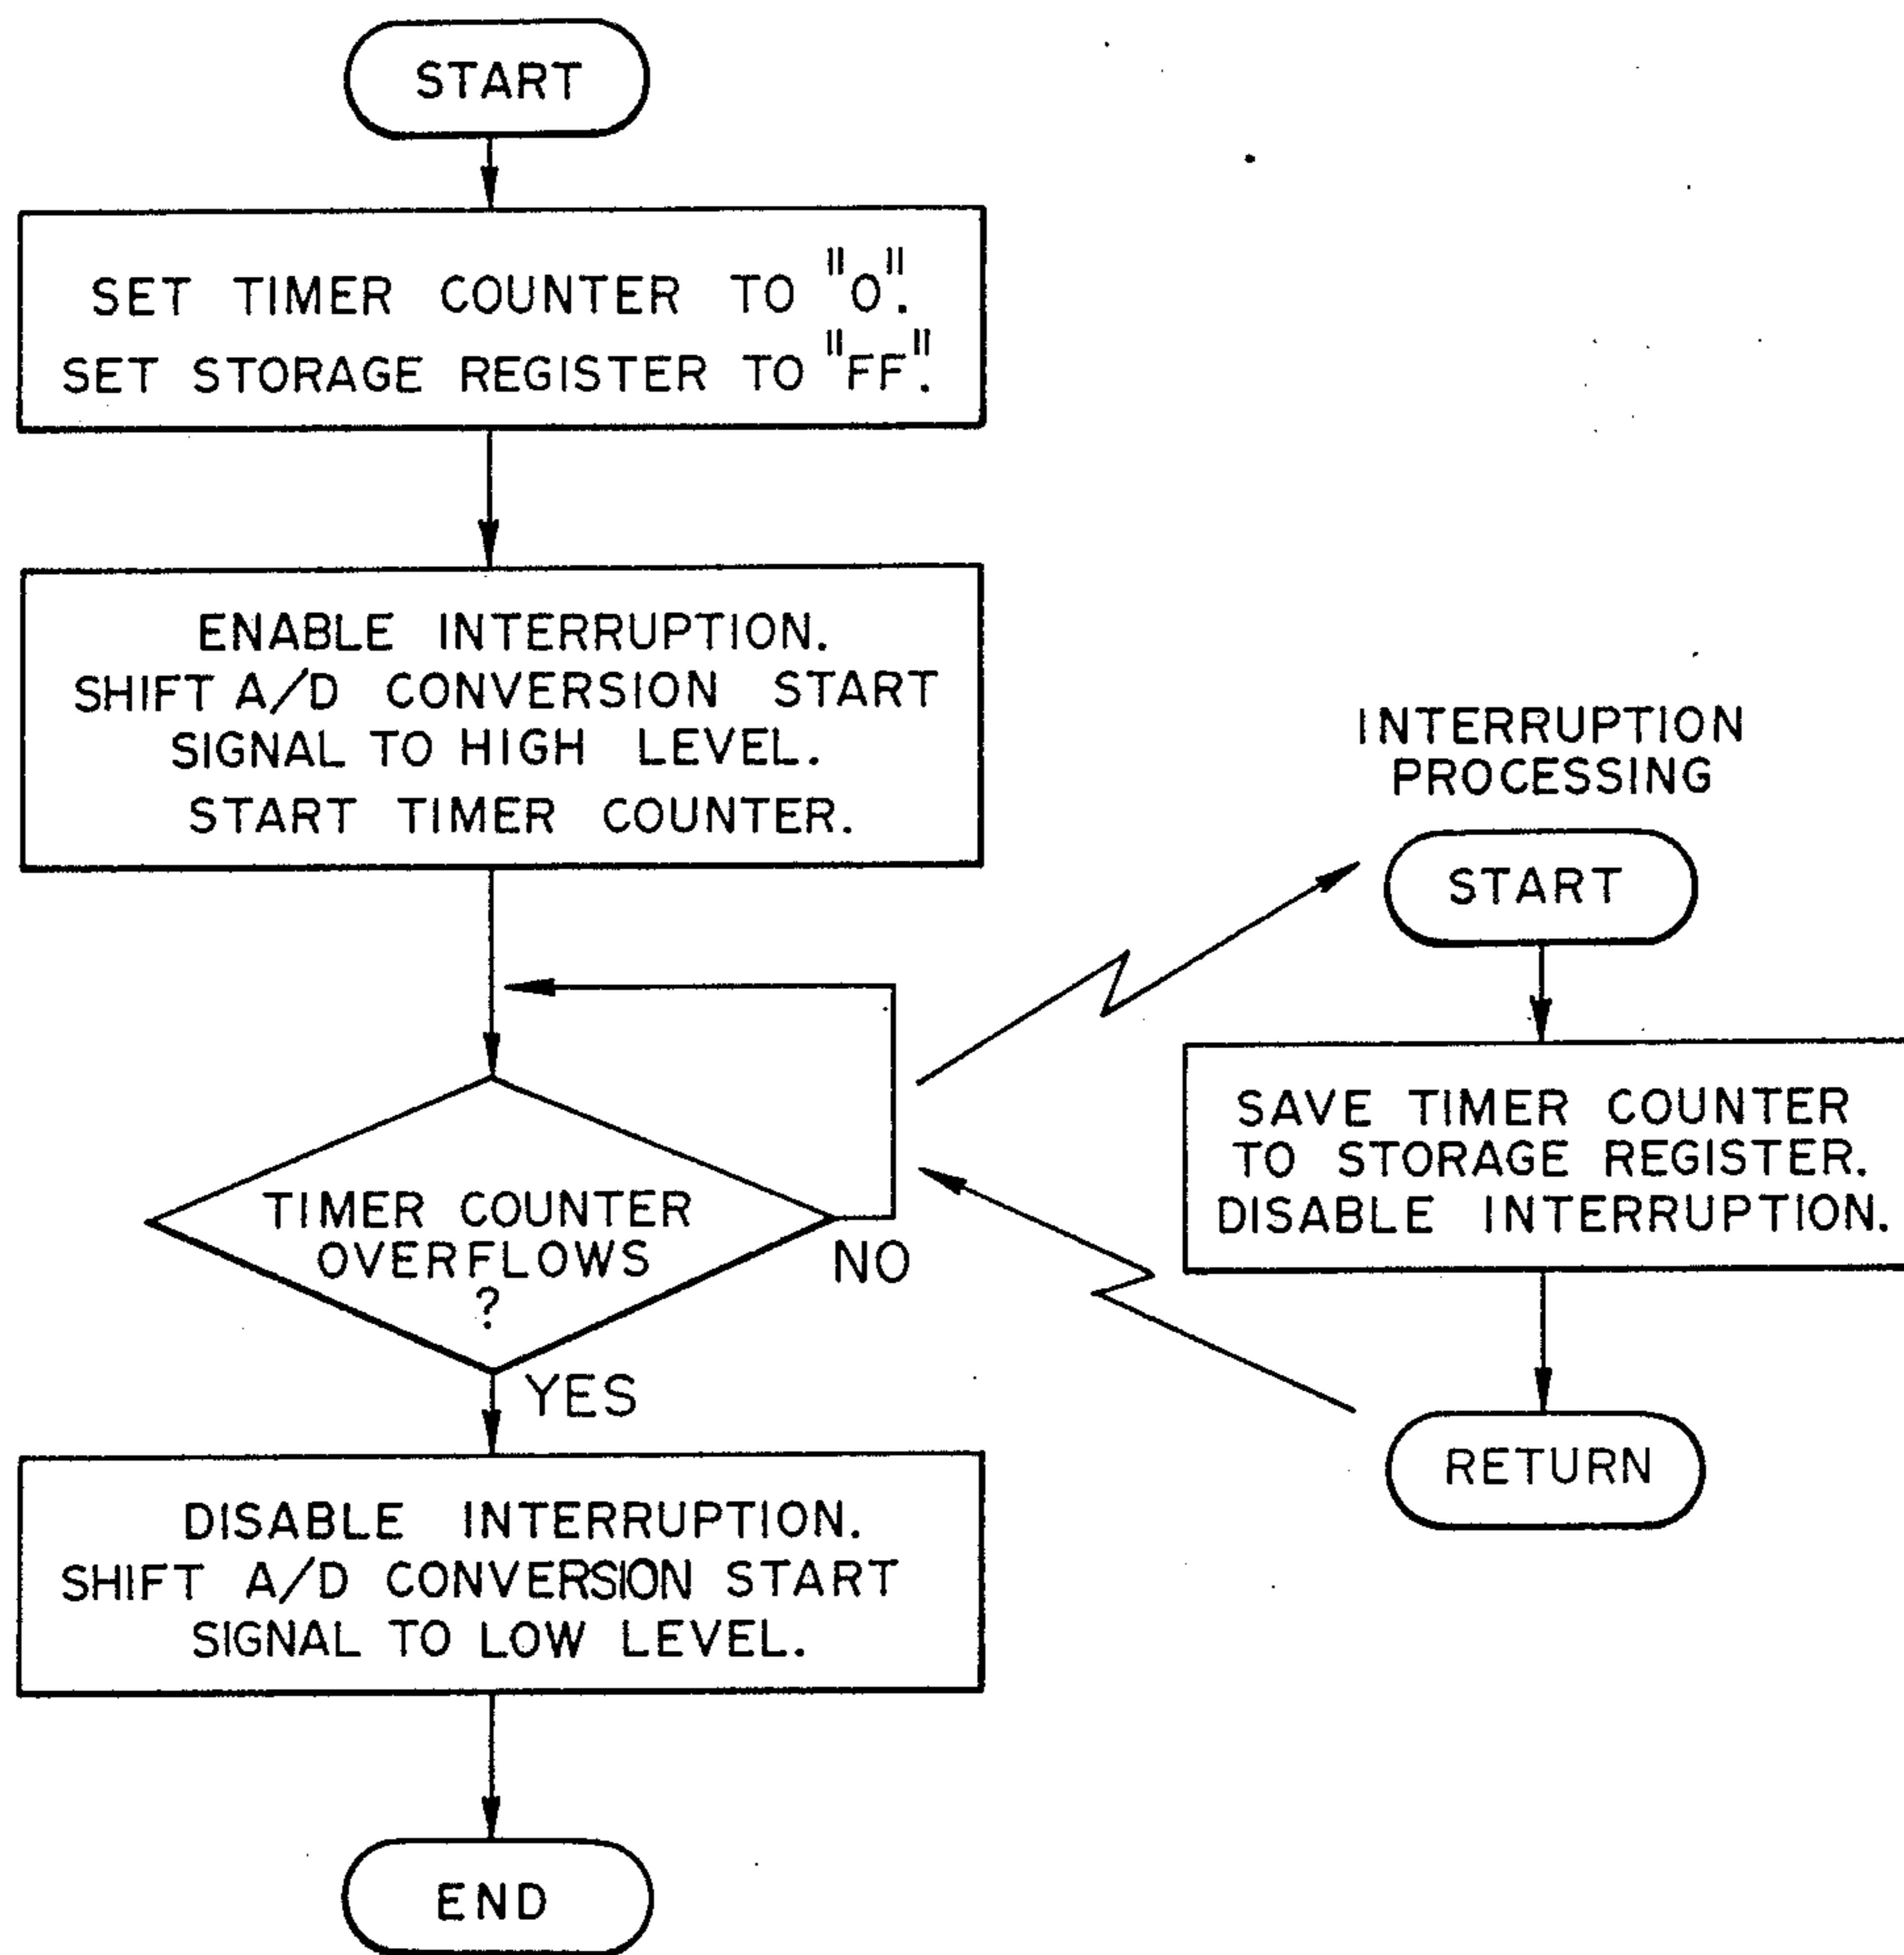 START
SET TIMER COUNTER TO "0".
SET STORAGE REGISTER TO "FF".
ENABLE INTERRUPTION.
SHIFT A/D CONVERSION START
SIGNAL TO HIGH LEVEL.
START TIMER COUNTER.
TIMER COUNTER
OVERFLOWS
?
NO
YES
DISABLE INTERRUPTION.
SHIFT A/D CONVERSION START
SIGNAL TO LOW LEVEL.
END
INTERRUPTION
PROCESSING
START
SAVE TIMER COUNTER
TO STORAGE REGISTER.
DISABLE INTERRUPTION.
RETURN